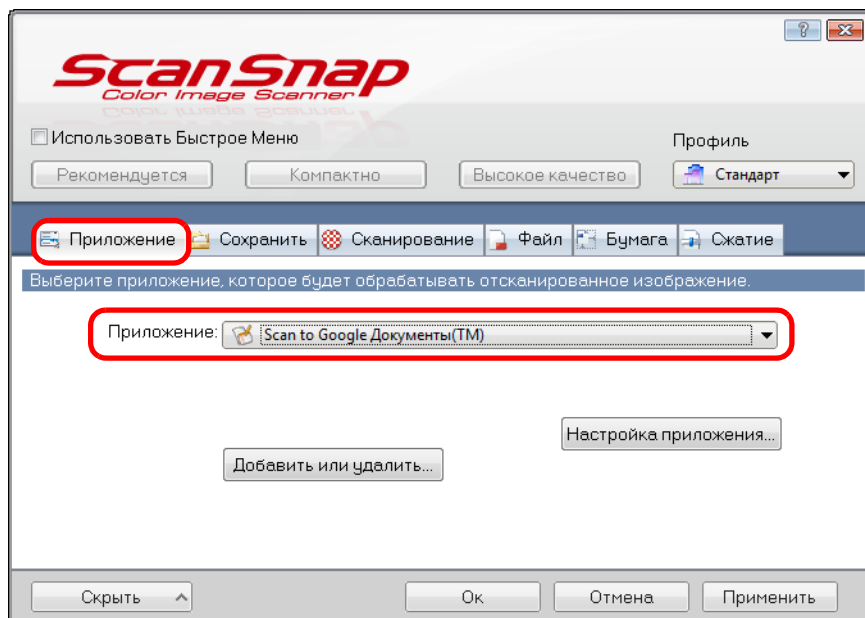 ScanSnap
Color Image Scanner
Использовать Быстрое Меню
Профиль
Рекомендуется Компактно Высокое качество Стандарт
Приложение Сохранить Сканирование Файл Бумага Сжатие
Выберите приложение, которое будет обрабатывать отсканированное изображение.
Приложение: Scan to Google Документы(TM)
Настройка приложения...
Добавить или удалить...
Скрыть Ок Отмена Применить